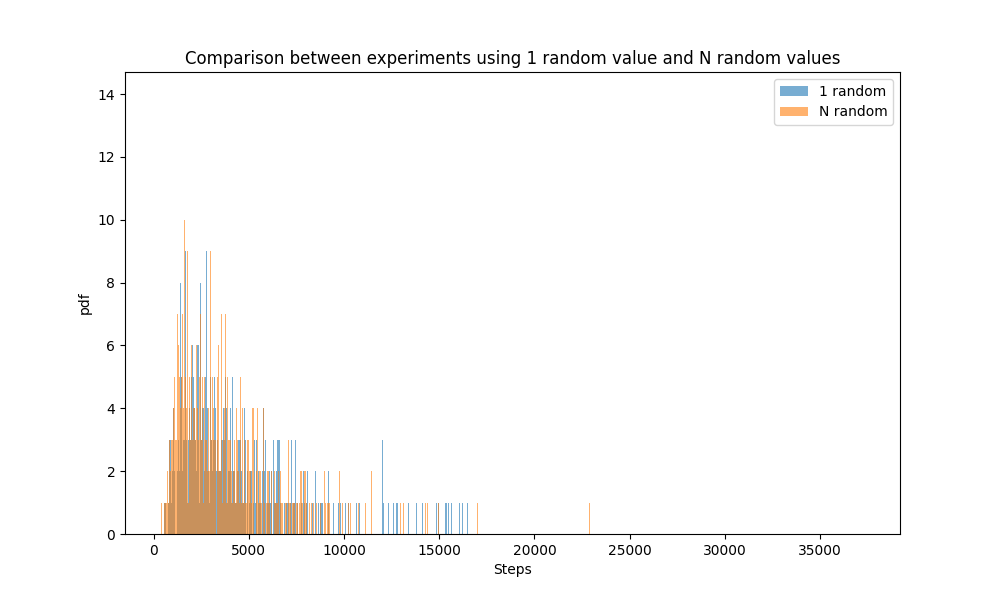 Comparison between experiments using 1 random value and N random values
1 random
N random
14
12
10
8
6
4
2
0
pdf
0 5000 10000 15000 20000 25000 30000 35000
Steps